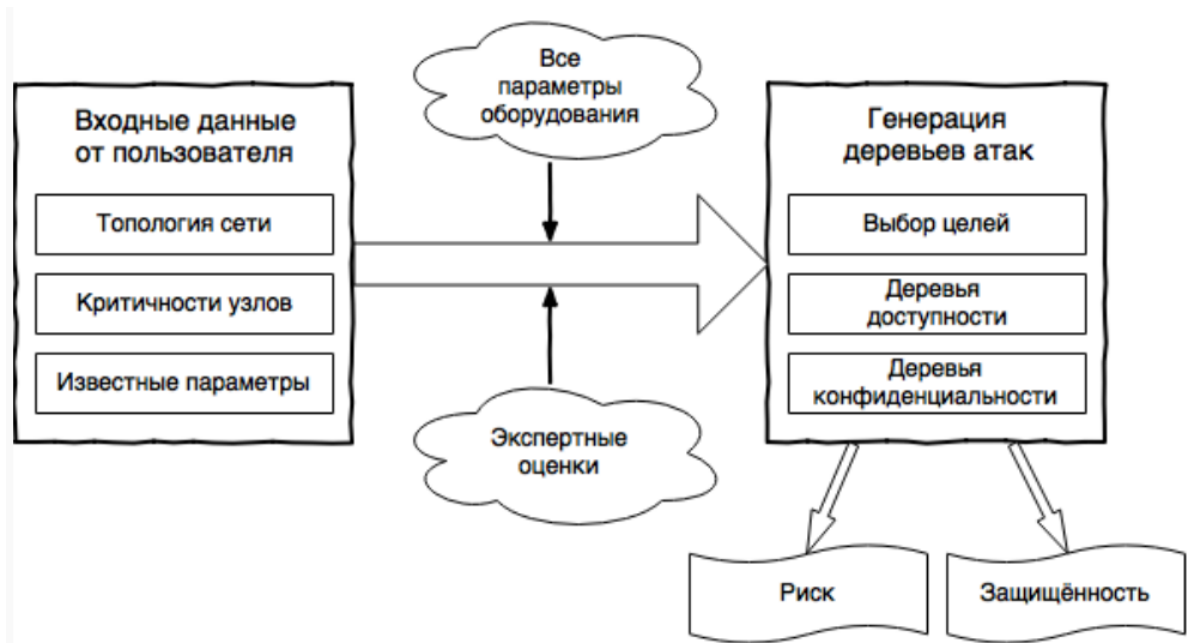 Входные данные
от пользователя
Топология сети
Критичности узлов
Известные параметры
Все
параметры
оборудования
Экспертные
оценки
Генерация
деревьев атак
Выбор целей
Деревья
доступности
Деревья
конфиденциальности
Риск
Защищённость